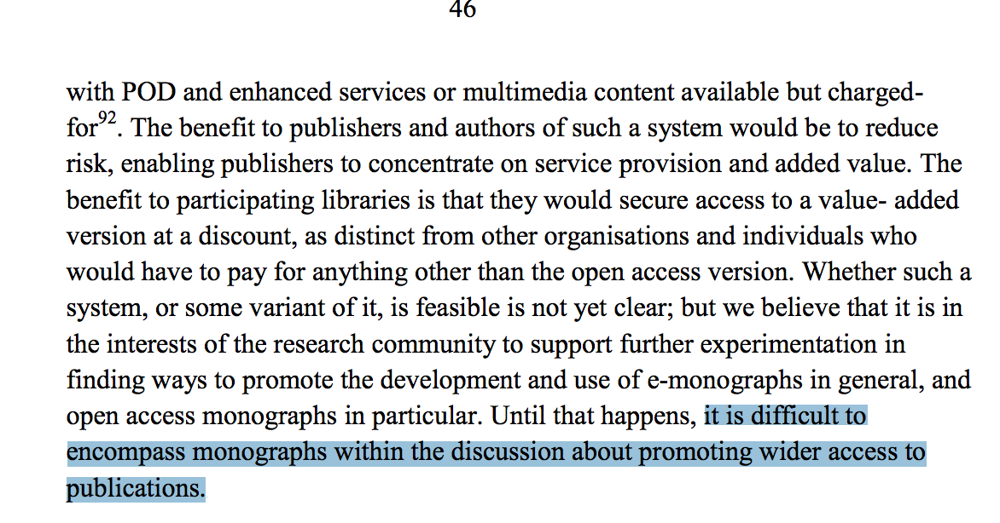 46
with POD and enhanced services or multimedia content available but charged-
for92. The benefit to publishers and authors of such a system would be to reduce
risk, enabling publishers to concentrate on service provision and added value. The
benefit to participating libraries is that they would secure access to a value- added
version at a discount, as distinct from other organisations and individuals who
would have to pay for anything other than the open access version. Whether such a
system, or some variant of it, is feasible is not yet clear; but we believe that it is in
the interests of the research community to support further experimentation in
finding ways to promote the development and use of e-monographs in general, and
open access monographs in particular. Until that happens, it is difficult to
encompass monographs within the discussion about promoting wider access to
publications.